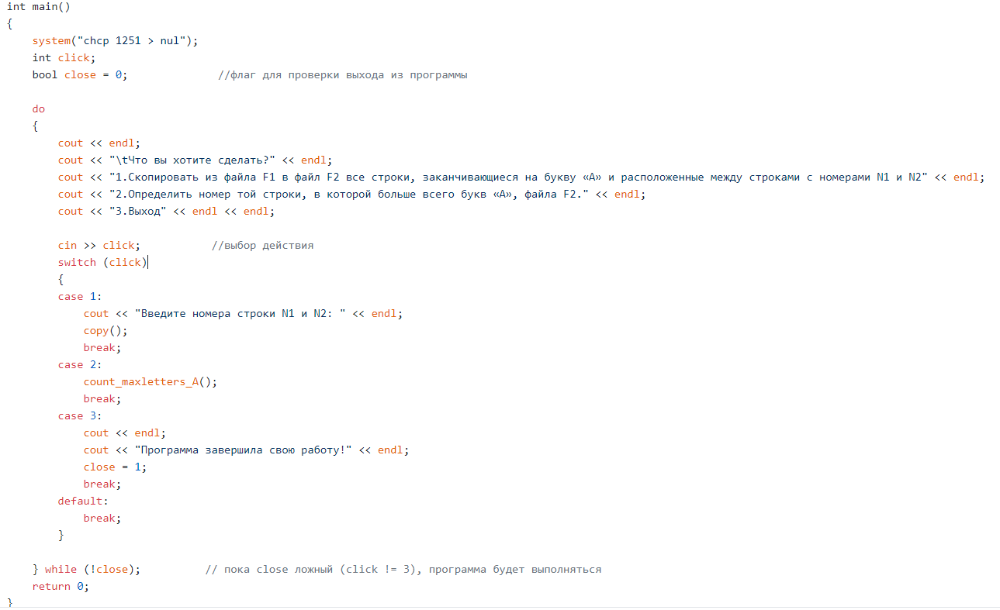 int main()
{
    system("chcp 1251 > nul");
    int click;
    bool close = 0;              //флаг для проверки выхода из программы
    do
    {
        cout << endl;
        cout << "\tЧто вы хотите сделать?" << endl;
        cout << "1.Скопировать из файла F1 в файл F2 все строки, заканчивающиеся на букву «А» и расположенные между строками с номерами N1 и N2" << endl;
        cout << "2.Определить номер той строки, в которой больше всего букв «А», файла F2." << endl;
        cout << "3.Выход" << endl << endl;
        cin >> click;           //выбор действия
        switch (click)
        {
        case 1:
            cout << "Введите номера строки N1 и N2: " << endl;
            copy();
            break;
        case 2:
            count_maxletters_A();
            break;
        case 3:
            cout << endl;
            cout << "Программа завершила свою работу!" << endl;
            close = 1;
            break;
        default:
            break;
        }
    } while (!close);          // пока close ложный (click != 3), программа будет выполняться
    return 0;
}